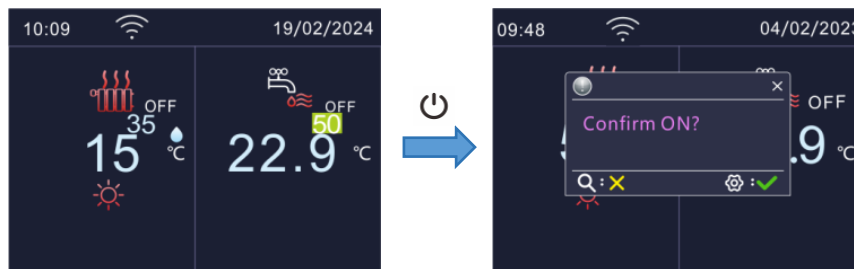 10:09 19/02/2024
OFF
35
15 °C
OFF
50
22.9 °C
09:48 04/02/2023
Confirm ON?
:
:
OFF
.9 °C